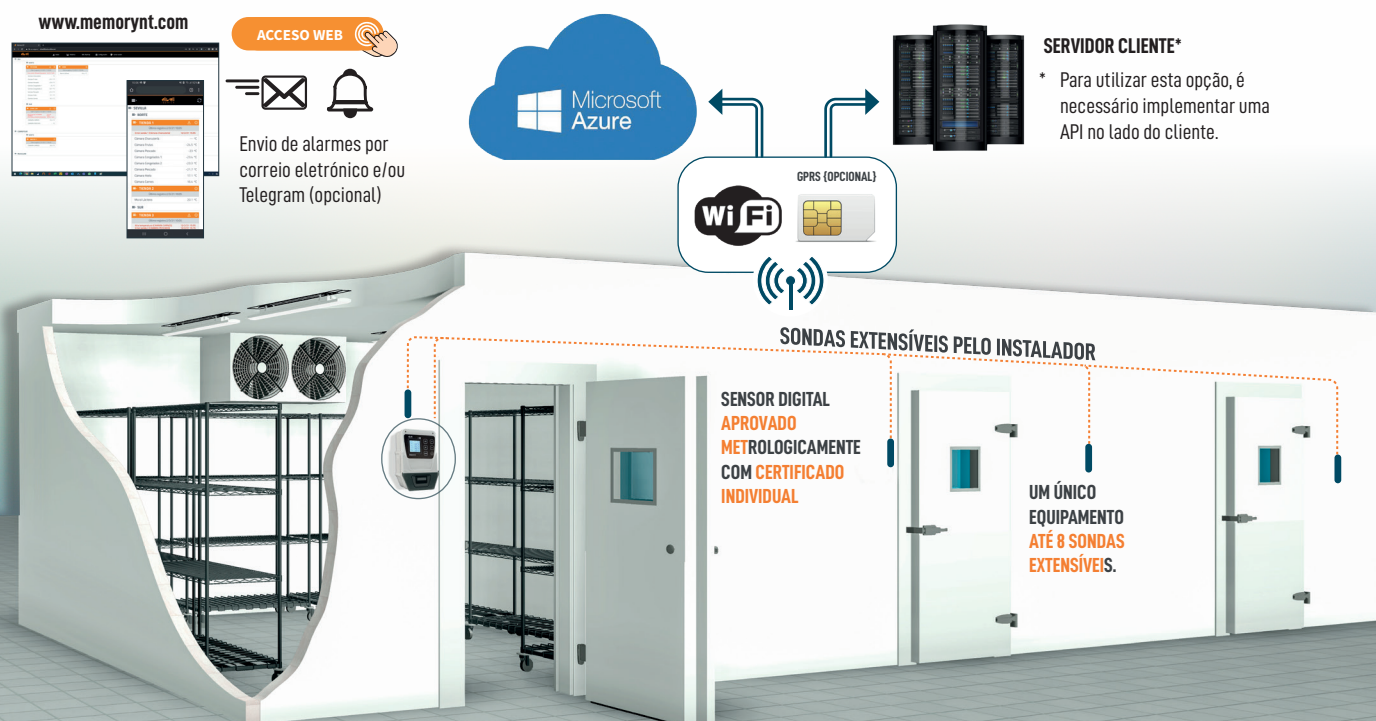 www.memorynt.com
ACCESO WEB
Envio de alarmes por
correio eletrónico e/ou
Telegram (opcional)
Microsoft
Azure
SERVIDOR CLIENTE*
* Para utilizar esta opção, é
necessário implementar uma
API no lado do cliente.
GPRS {OPCIONAL}
Wi Fi
SONDAS EXTENSÍVEIS PELO INSTALADOR
SENSOR DIGITAL
APROVADO
METROLOGICAMENTE
COM CERTIFICADO
INDIVIDUAL
UM ÚNICO
EQUIPAMENTO
ATÉ 8 SONDAS
EXTENSÍVEIS.